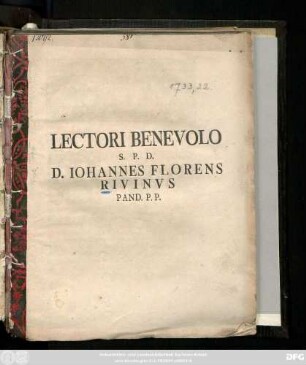 1733,22.
LECTORI BENEVOLO
S. P. D.
D. IOHANNES FLORENS
RIVINVS
PAND. P. P.
DFG